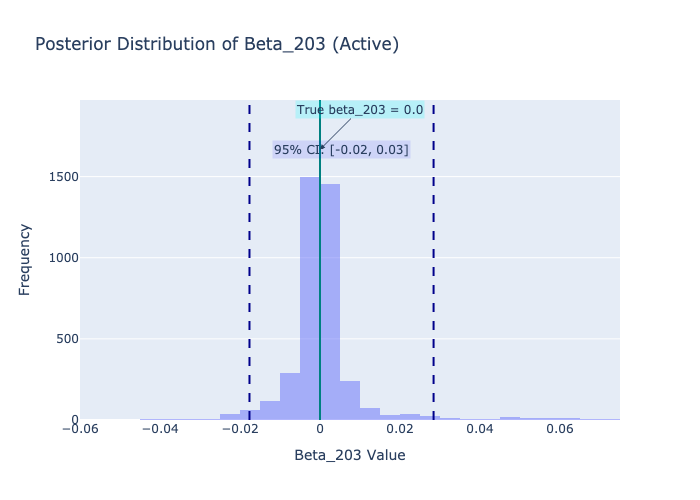 Posterior Distribution of Beta_203 (Active)
True beta_203 = 0.0
95% CI: [-0.02, 0.03]
1500
1000
500
0
Frequency
−0.06 −0.04 −0.02 0 0.02 0.04 0.06
Beta_203 Value